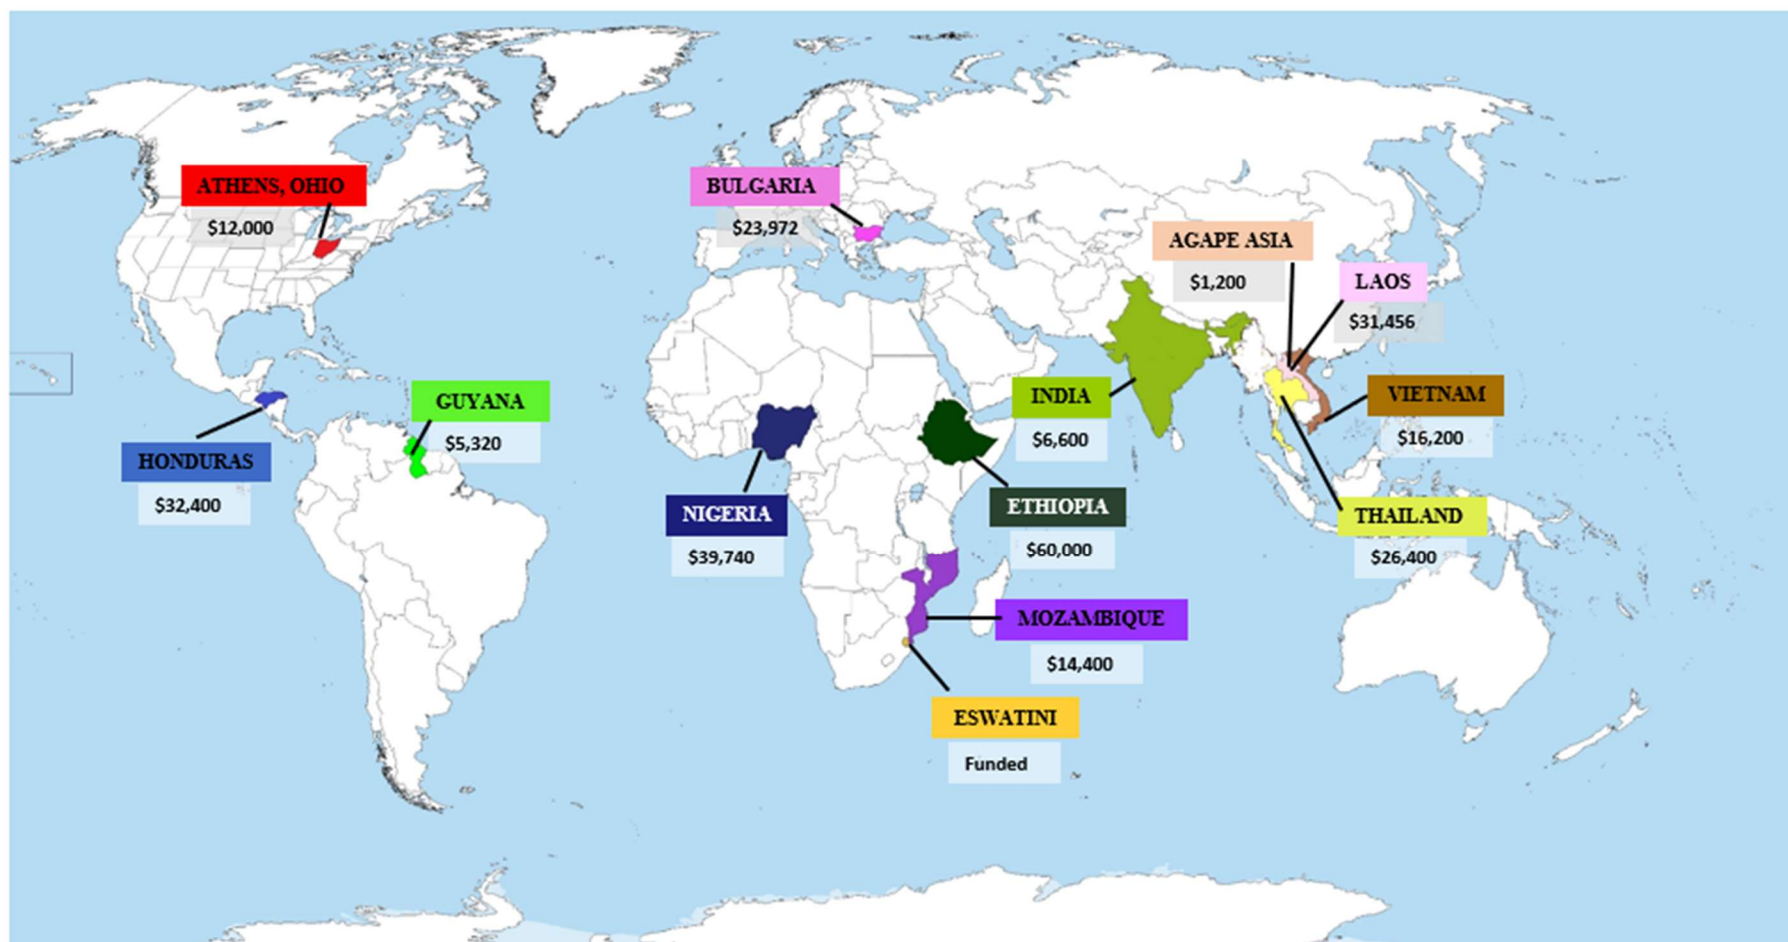 ATHENS, OHIO
$12,000
BULGARIA
$23,972
AGAPE ASIA
$1,200
LAOS
$31,456
GUYANA
$5,320
INDIA
$6,600
VIETNAM
$16,200
HONDURAS
$32,400
NIGERIA
$39,740
ETHIOPIA
$60,000
THAILAND
$26,400
MOZAMBIQUE
$14,400
ESWATINI
Funded